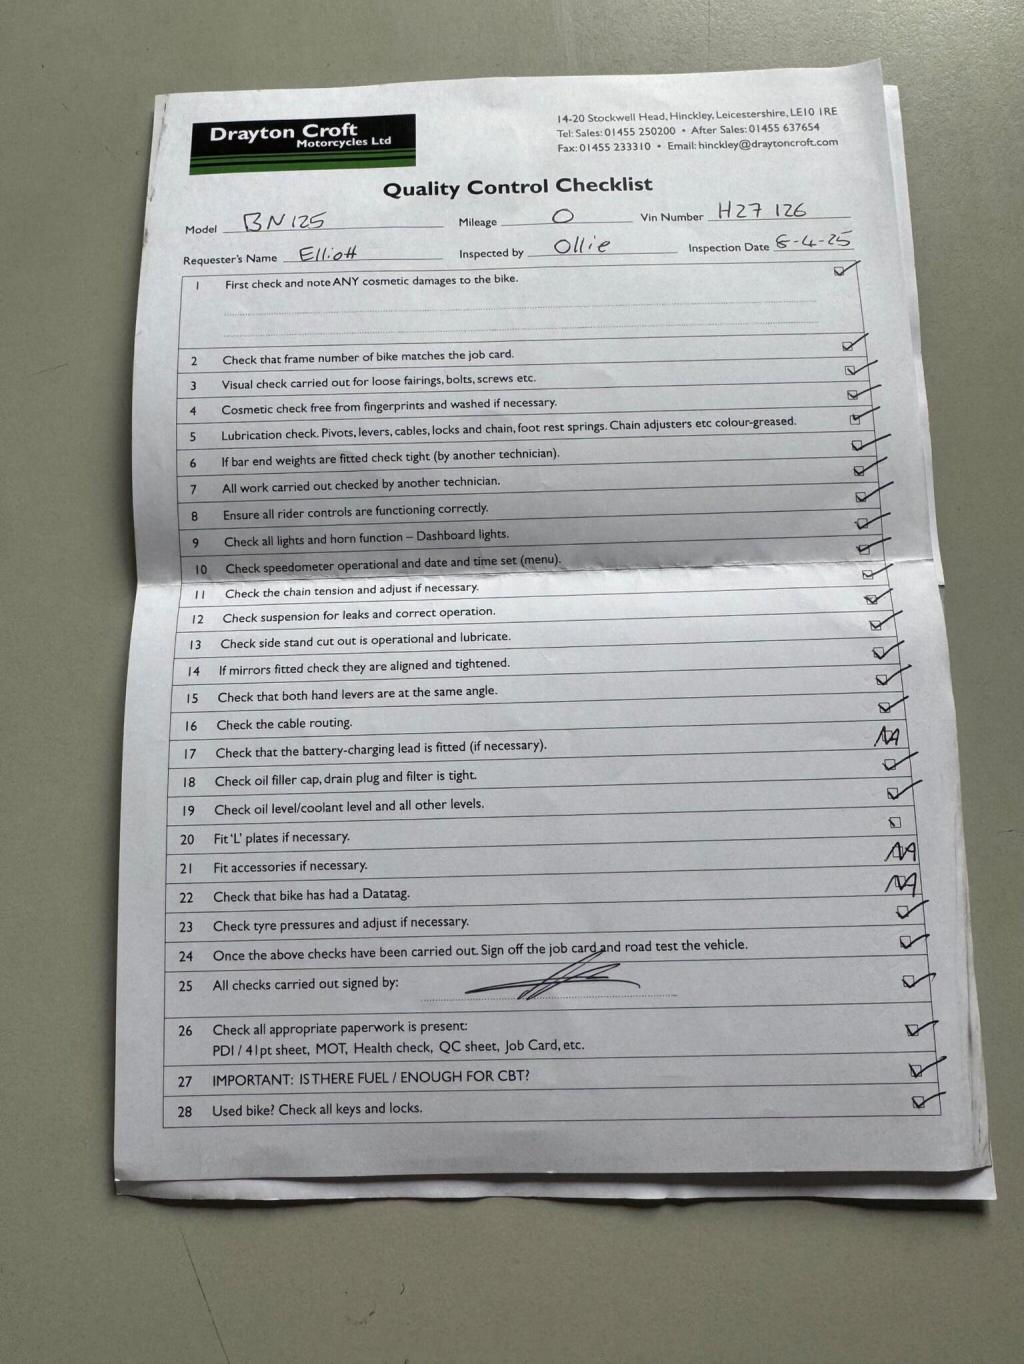 Drayton Croft
Motorcycles Ltd
14-20 Stockwell Head, Hinckley, Leicestershire, LE10 1RE
Tel: Sales: 01455 250200 • After Sales: 01455 637654
Fax: 01455 233310 • Email: hinckley@draytoncroft.com
Quality Control Checklist
Model BN125 Mileage 0 Vin Number H27 126
Requester's Name Elliott Inspected by Ollie Inspection Date 8-4-25
1 First check and note ANY cosmetic damages to the bike.
2 Check that frame number of bike matches the job card.
3 Visual check carried out for loose fairings, bolts, screws etc.
4 Cosmetic check free from fingerprints and washed if necessary.
5 Lubrication check. Pivots, levers, cables, locks and chain, foot rest springs. Chain adjusters etc colour-greased.
6 If bar end weights are fitted check tight (by another technician).
7 All work carried out checked by another technician.
8 Ensure all rider controls are functioning correctly.
9 Check all lights and horn function – Dashboard lights.
10 Check speedometer operational and date and time set (menu).
11 Check the chain tension and adjust if necessary.
12 Check suspension for leaks and correct operation.
13 Check side stand cut out is operational and lubricate.
14 If mirrors fitted check they are aligned and tightened.
15 Check that both hand levers are at the same angle.
16 Check the cable routing.
17 Check that the battery-charging lead is fitted (if necessary). NA
18 Check oil filler cap, drain plug and filter is tight.
19 Check oil level/coolant level and all other levels.
20 Fit 'L' plates if necessary.
21 Fit accessories if necessary. NA
22 Check that bike has had a Datatag. NA
23 Check tyre pressures and adjust if necessary.
24 Once the above checks have been carried out. Sign off the job card and road test the vehicle.
25 All checks carried out signed by:
26 Check all appropriate paperwork is present:
PDI / 41pt sheet, MOT, Health check, QC sheet, Job Card, etc.
27 IMPORTANT: IS THERE FUEL / ENOUGH FOR CBT?
28 Used bike? Check all keys and locks.